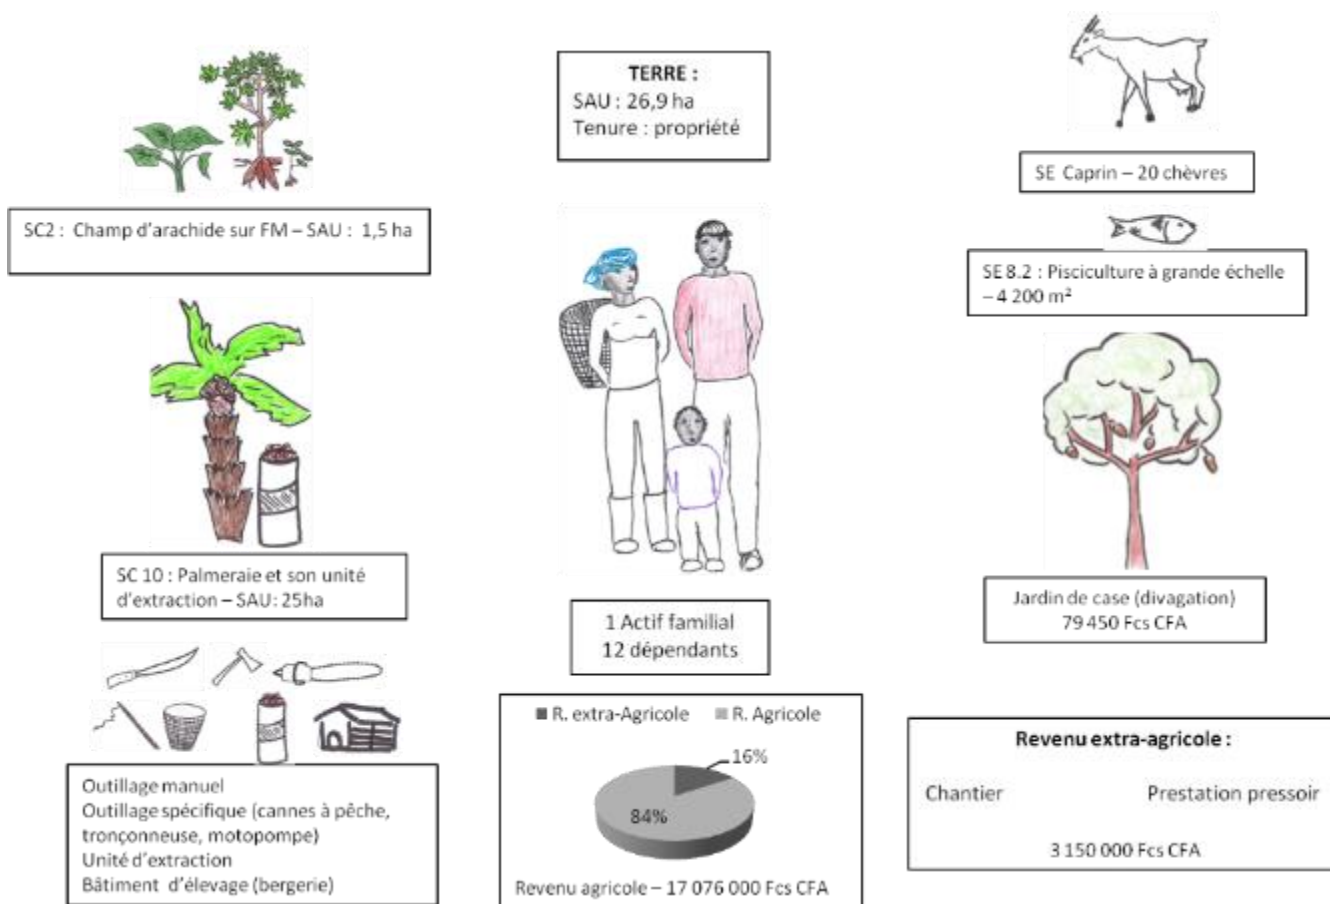 TERRE :
SAU : 26,9 ha
Tenure : propriété
SC2 : Champ d'arachide sur FM – SAU : 1,5 ha
SE Caprin – 20 chèvres
SE 8.2 : Pisciculture à grande échelle
– 4 200 m²
SC 10 : Palmeraie et son unité
d'extraction – SAU: 25ha
1 Actif familial
12 dépendants
Jardin de case (divagation)
79 450 Fcs CFA
Outillage manuel
Outillage spécifique (cannes à pêche,
tronçonneuse, motopompe)
Unité d'extraction
Bâtiment d'élevage (bergerie)
R. extra-Agricole R. Agricole
16%
84%
Revenu agricole – 17 076 000 Fcs CFA
Revenu extra-agricole :
Chantier Prestation pressoir
3 150 000 Fcs CFA